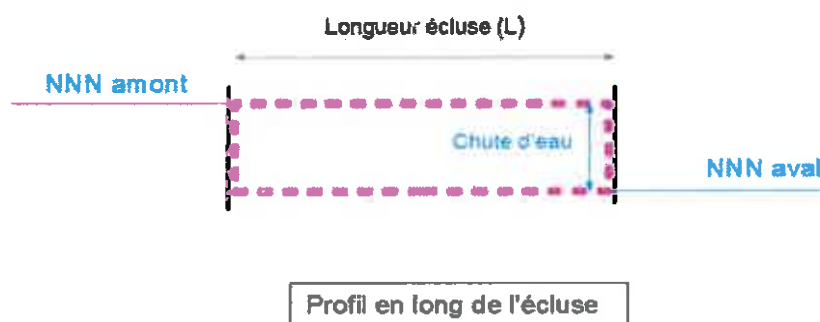 Longueur écluse (L)
NNN amont
Chute d'eau
NNN aval
Profil en long de l'écluse